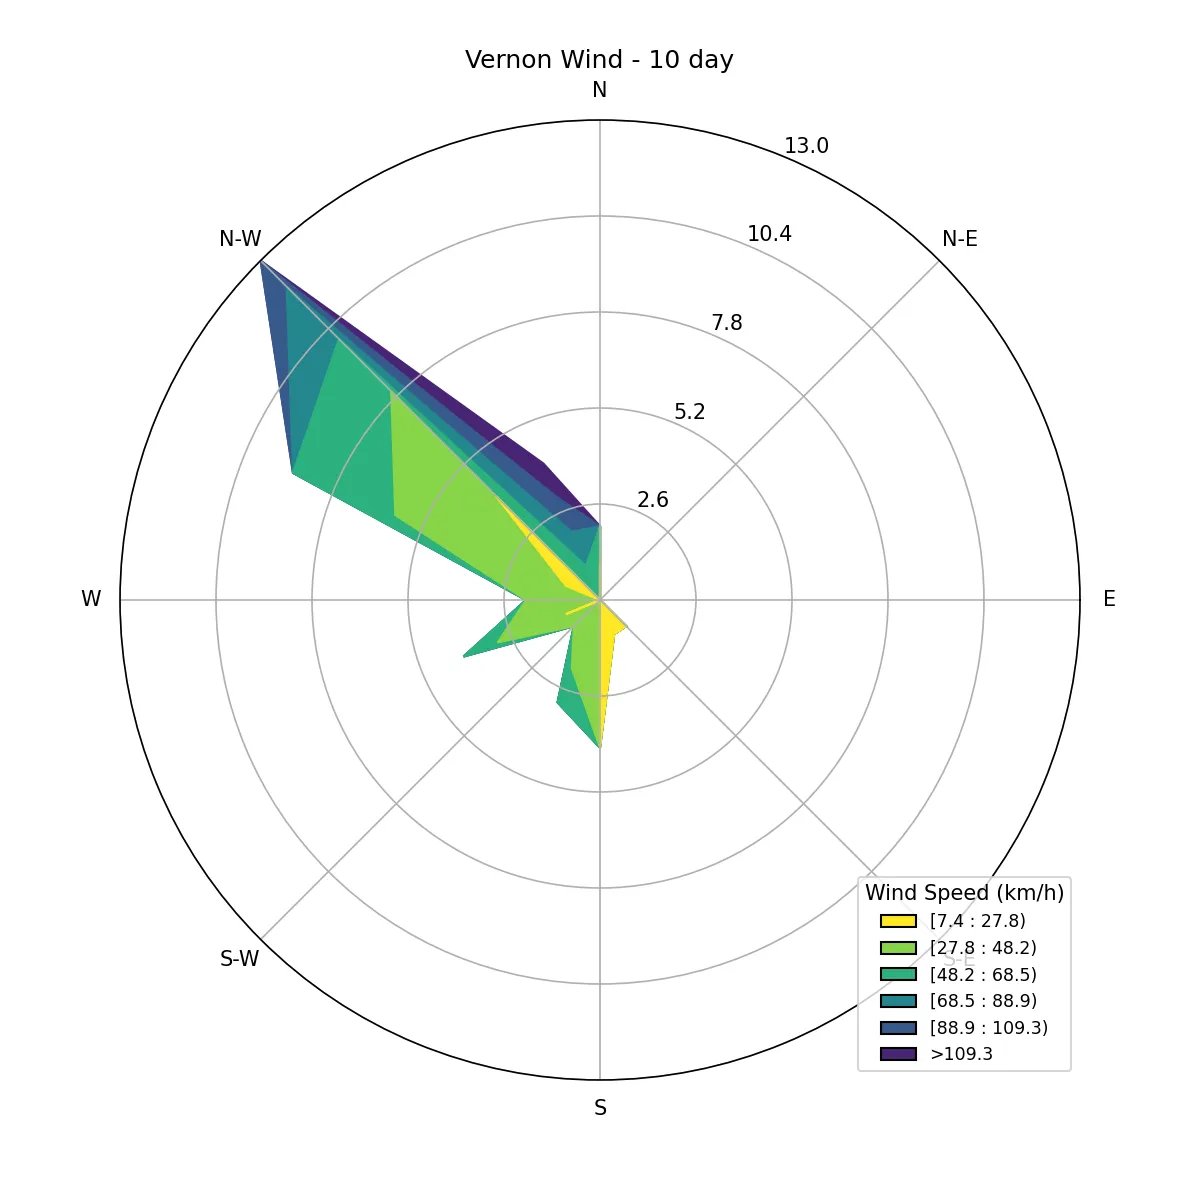 Vernon Wind - 10 day
N
13.0
N-W
10.4
N-E
7.8
5.2
2.6
W
E
S-W
S-E
Wind Speed (km/h)
[7.4 : 27.8)
[27.8 : 48.2)
[48.2 : 68.5)
[68.5 : 88.9)
[88.9 : 109.3)
>109.3
S